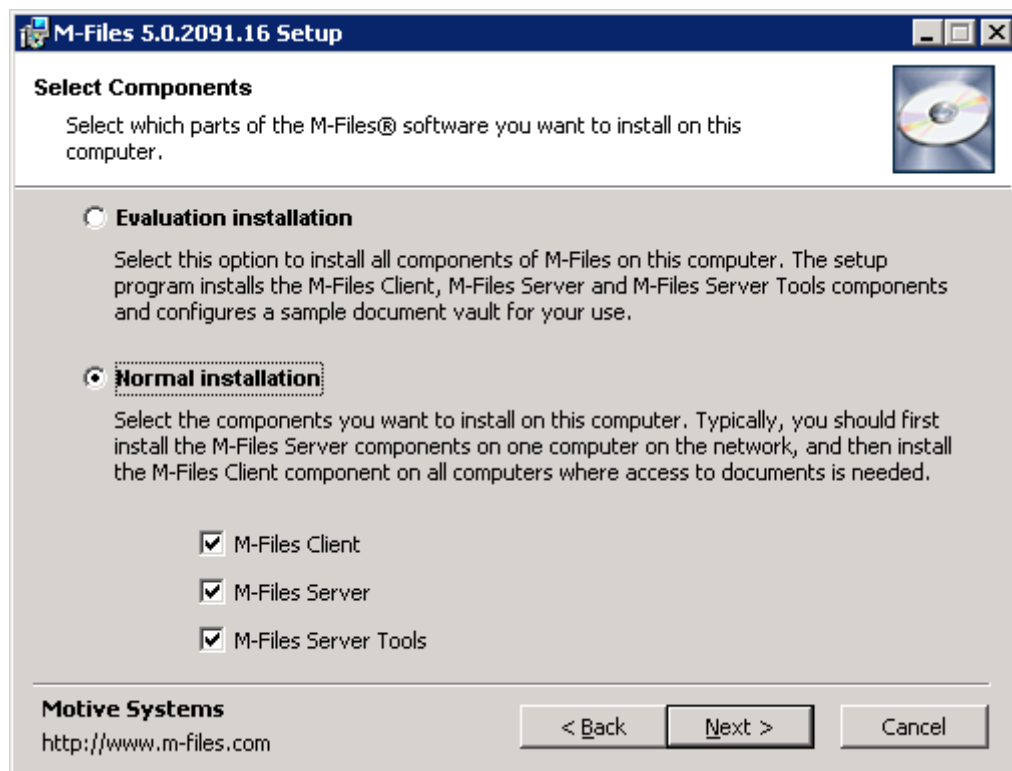 M-Files 5.0.2091.16 Setup
Select Components
Select which parts of the M-Files® software you want to install on this
computer.
Evaluation installation
Select this option to install all components of M-Files on this computer. The setup
program installs the M-Files Client, M-Files Server and M-Files Server Tools components
and configures a sample document vault for your use.
Normal installation
Select the components you want to install on this computer. Typically, you should first
install the M-Files Server components on one computer on the network, and then install
the M-Files Client component on all computers where access to documents is needed.
M-Files Client
M-Files Server
M-Files Server Tools
Motive Systems
http://www.m-files.com
< Back
Next >
Cancel